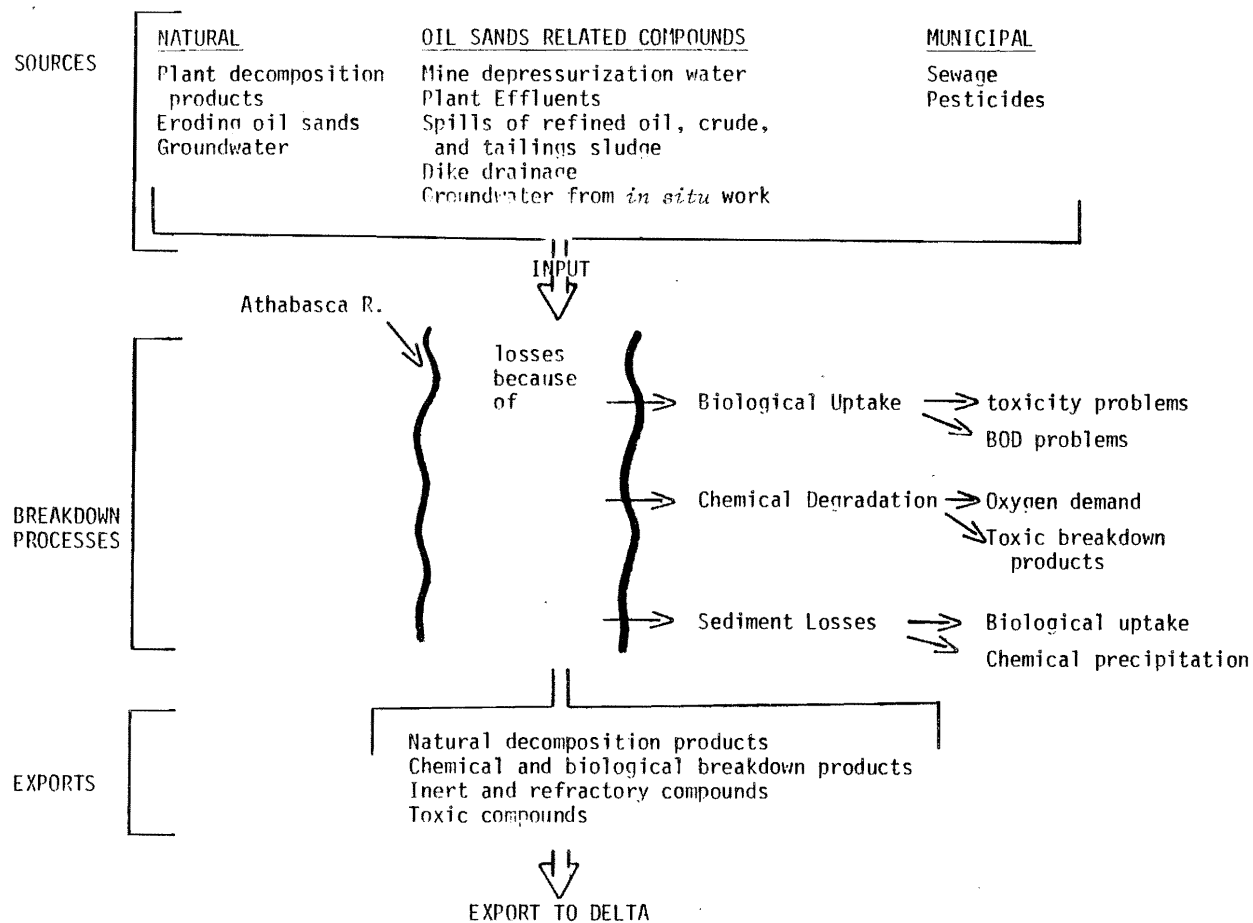 SOURCES
NATURAL
Plant decomposition
products
Eroding oil sands
Groundwater
OIL SANDS RELATED COMPOUNDS
Mine depressurization water
Plant Effluents
Spills of refined oil, crude,
and tailings sludge
Dike drainage
Groundwater from in situ work
MUNICIPAL
Sewage
Pesticides
INPUT
Athabasca R.
BREAKDOWN
PROCESSES
losses
because
of
Biological Uptake
toxicity problems
BOD problems
Chemical Degradation
Oxygen demand
Toxic breakdown
products
Sediment Losses
Biological uptake
Chemical precipitation
EXPORTS
Natural decomposition products
Chemical and biological breakdown products
Inert and refractory compounds
Toxic compounds
EXPORT TO DELTA